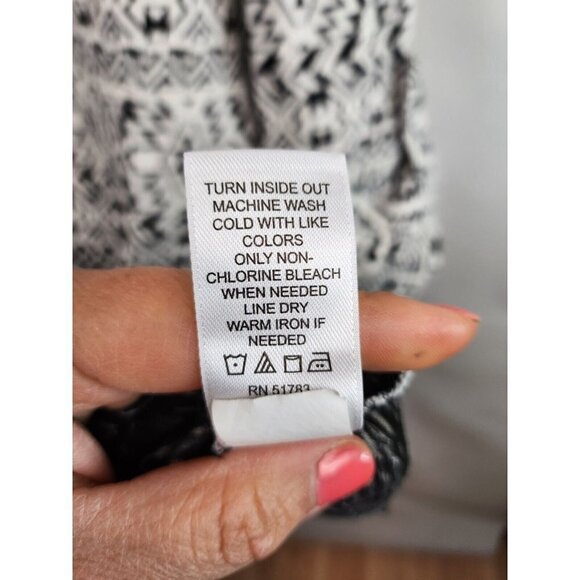 TURN INSIDE OUT
MACHINE WASH
COLD WITH LIKE
COLORS
ONLY NON-
CHLORINE BLEACH
WHEN NEEDED
LINE DRY
WARM IRON IF
NEEDED
RN 51783